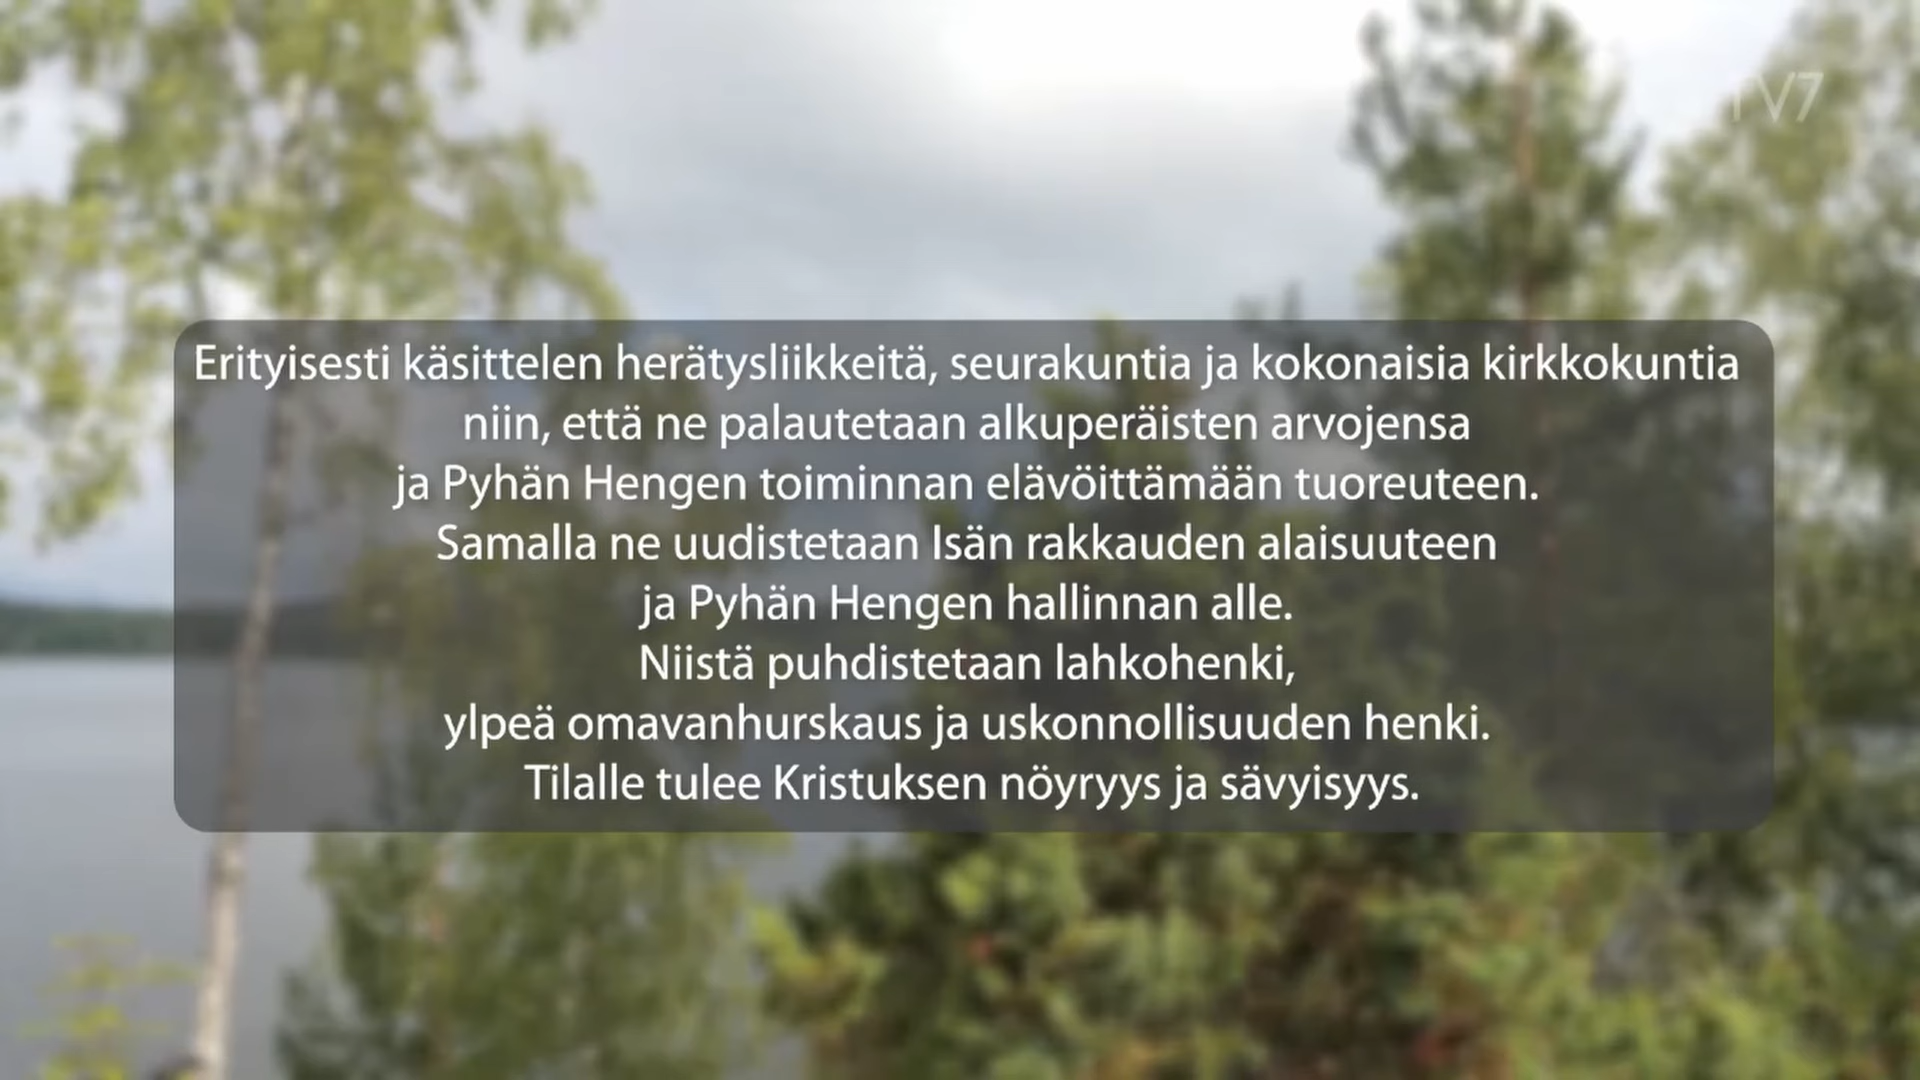 TV7
Erityisesti käsittelen herätysliikkeitä, seurakuntia ja kokonaisia kirkkokuntia
niin, että ne palautetaan alkuperäisten arvojensa
ja Pyhän Hengen toiminnan elävöittämään tuoreuteen.
Samalla ne uudistetaan Isän rakkauden alaisuuteen
ja Pyhän Hengen hallinnan alle.
Niistä puhdistetaan lahkohenki,
ylpeä omavanhurskaus ja uskonnollisuuden henki.
Tilalle tulee Kristuksen nöyryys ja sävyisyys.